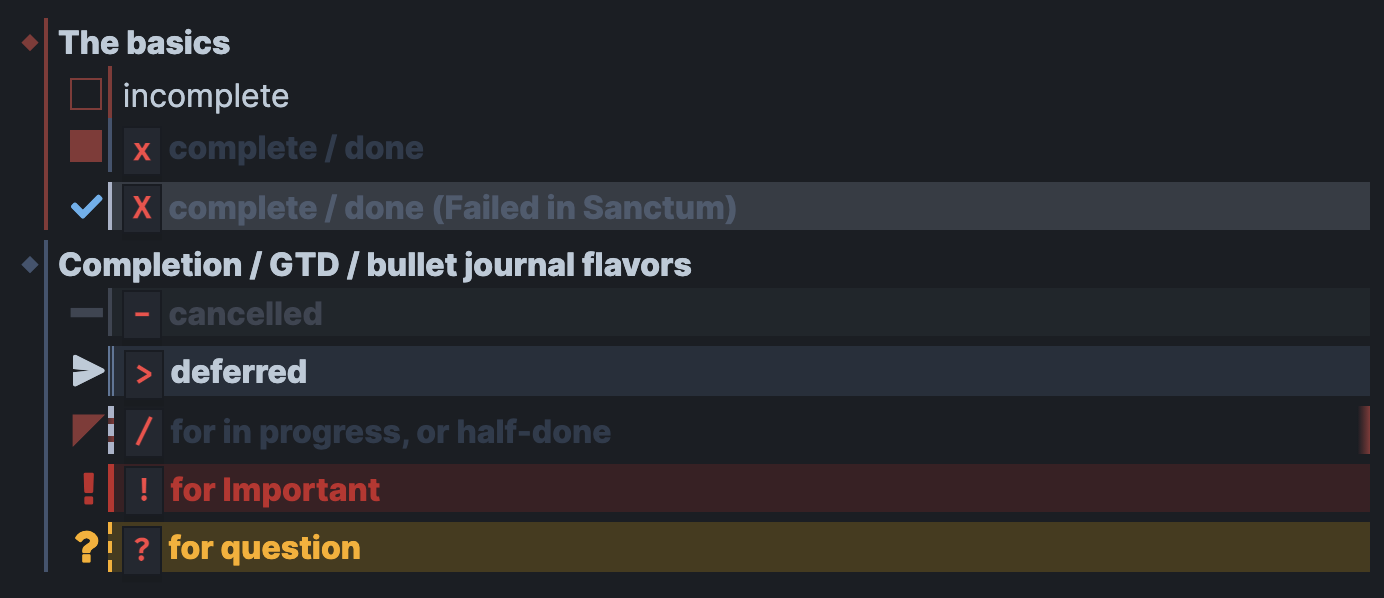 The basics
incomplete
x complete / done
X complete / done (Failed in Sanctum)
Completion / GTD / bullet journal flavors
- cancelled
> deferred
/ for in progress, or half-done
! ! for Important
? ? for question